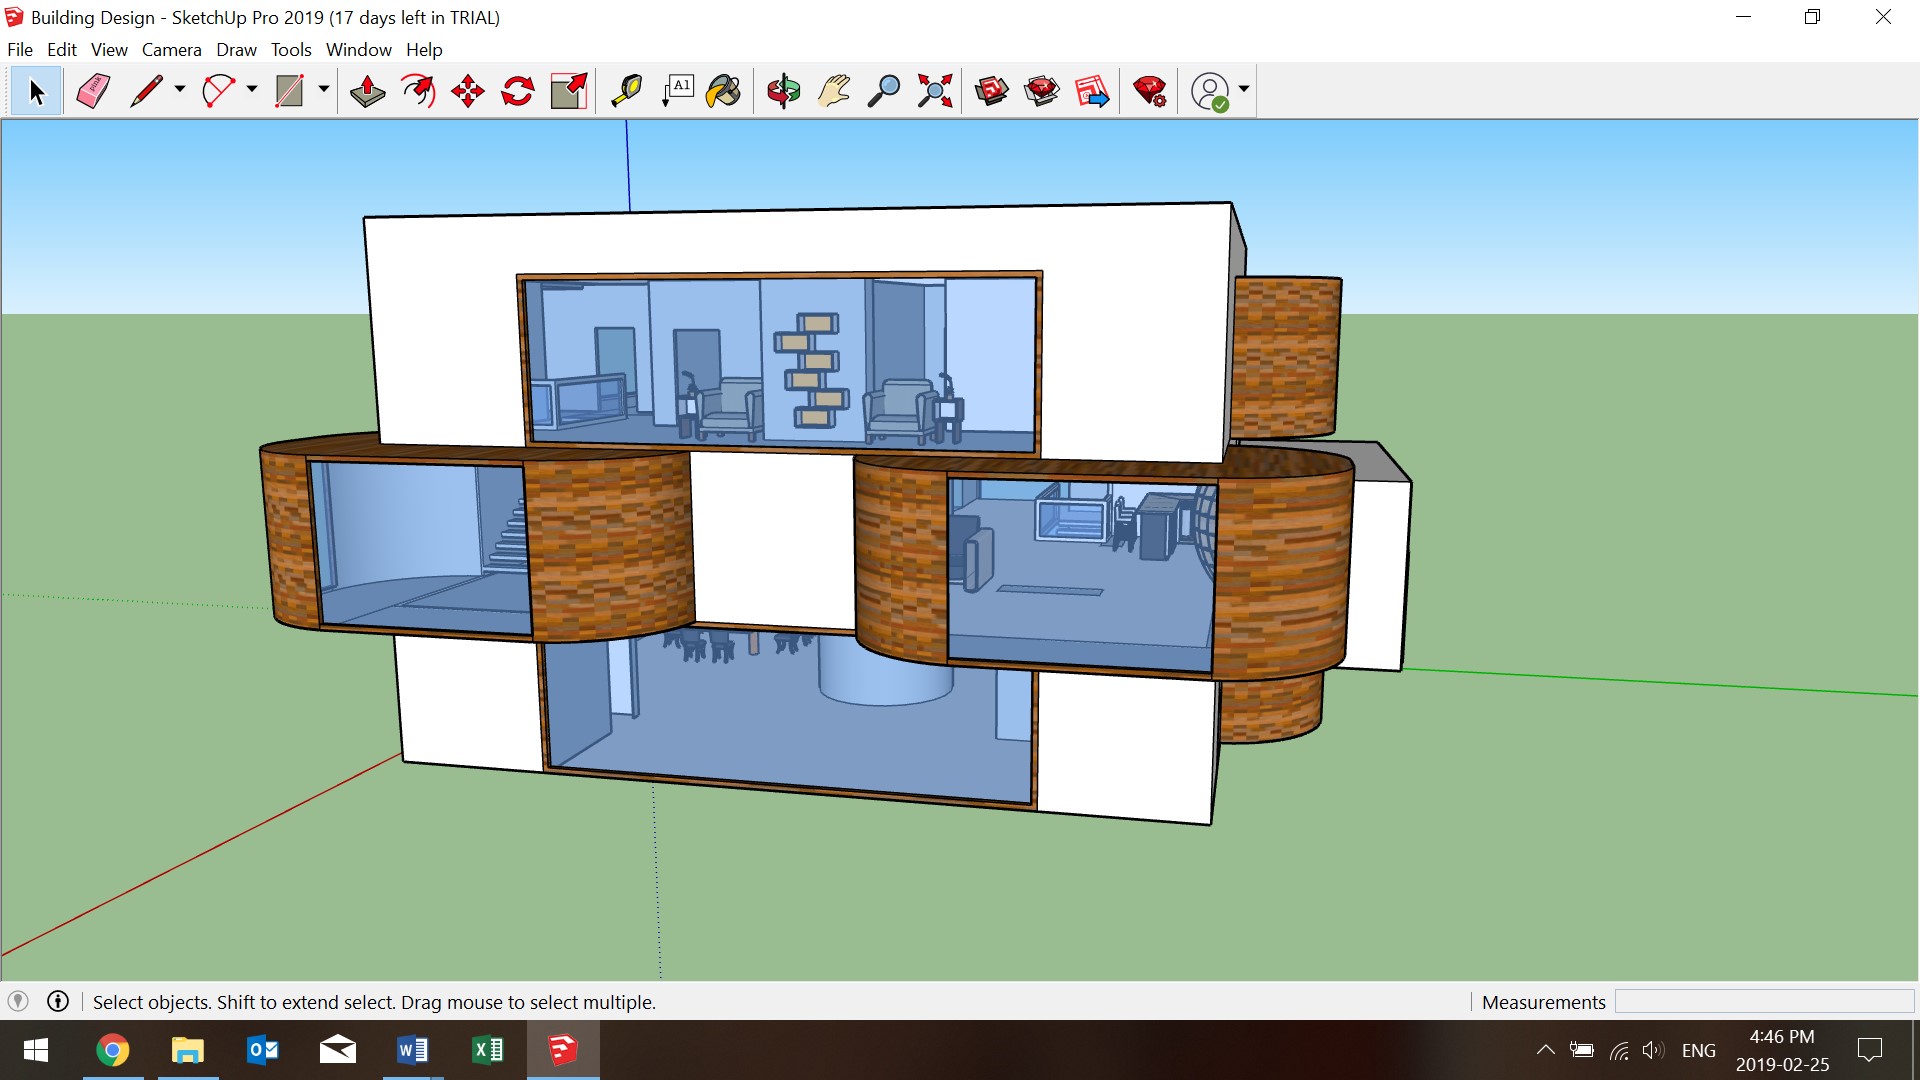 Building Design - SketchUp Pro 2019 (17 days left in TRIAL)
File Edit View Camera Draw Tools Window Help
A1
Select objects. Shift to extend select. Drag mouse to select multiple.
Measurements
ENG
4:46 PM
2019-02-25